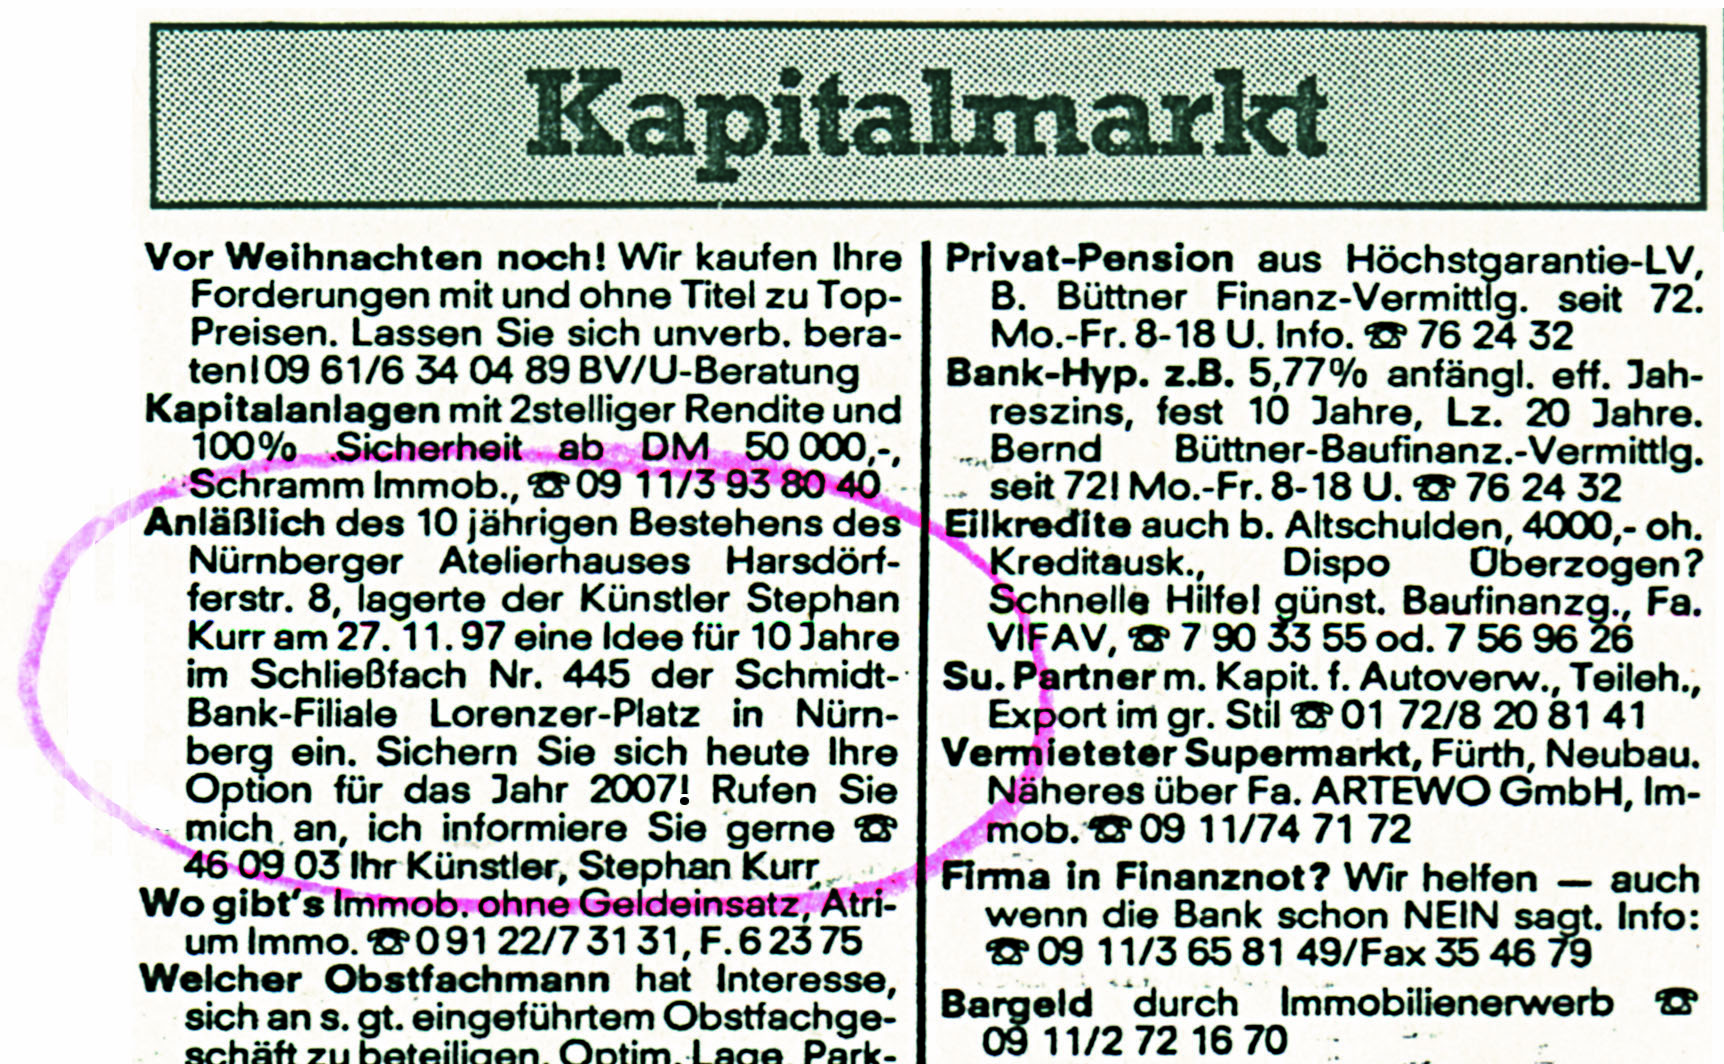 Kapitalmarkt
Vor Weihnachten noch! Wir kaufen Ihre
Forderungen mit und ohne Titel zu Top-
Preisen. Lassen Sie sich unverb. bera-
ten! 09 61/6 34 04 89 BV/U-Beratung
Kapitalanlagen mit 2stelliger Rendite und
100% Sicherheit ab DM 50 000,-,
Schramm Immob., ☎ 09 11/3 93 80 40
Anläßlich des 10 jährigen Bestehens des
Nürnberger Atelierhauses Harsdörf-
ferstr. 8, lagerte der Künstler Stephan
Kurr am 27. 11. 97 eine Idee für 10 Jahre
im Schließfach Nr. 445 der Schmidt-
Bank-Filiale Lorenzer-Platz in Nürn-
berg ein. Sichern Sie sich heute Ihre
Option für das Jahr 2007! Rufen Sie
mich an, ich informiere Sie gerne ☎
46 09 03 Ihr Künstler, Stephan Kurr
Wo gibt's Immob. ohne Geldeinsatz, Atri-
um Immo. ☎ 0 91 22/7 31 31, F. 6 23 75
Welcher Obstfachmann hat Interesse,
sich an s. gt. eingeführtem Obstfachge-
schäft zu beteiligen. Optim. Lage, Park-
Privat-Pension aus Höchstgarantie-LV,
B. Büttner Finanz-Vermittlg. seit 72.
Mo.-Fr. 8-18 U. Info. ☎ 76 24 32
Bank-Hyp. z.B. 5,77% anfängl. eff. Jah-
reszins, fest 10 Jahre, Lz. 20 Jahre.
Bernd Büttner-Baufinanz.-Vermittlg.
seit 72! Mo.-Fr. 8-18 U. ☎ 76 24 32
Eilkredite auch b. Altschulden, 4000,- oh.
Kreditausk., Dispo Überzogen?
Schnelle Hilfe! günst. Baufinanzg., Fa.
VIFAV, ☎ 7 90 33 55 od. 7 56 96 26
Su. Partner m. Kapit. f. Autoverw., Teileh.,
Export im gr. Stil ☎ 01 72/8 20 81 41
Vermieteter Supermarkt, Fürth, Neubau.
Näheres über Fa. ARTEWO GmbH, Im-
mob. ☎ 09 11/74 71 72
Firma in Finanznot? Wir helfen — auch
wenn die Bank schon NEIN sagt. Info:
☎ 09 11/3 65 81 49/Fax 35 46 79
Bargeld durch Immobilienerwerb ☎
09 11/2 72 16 70